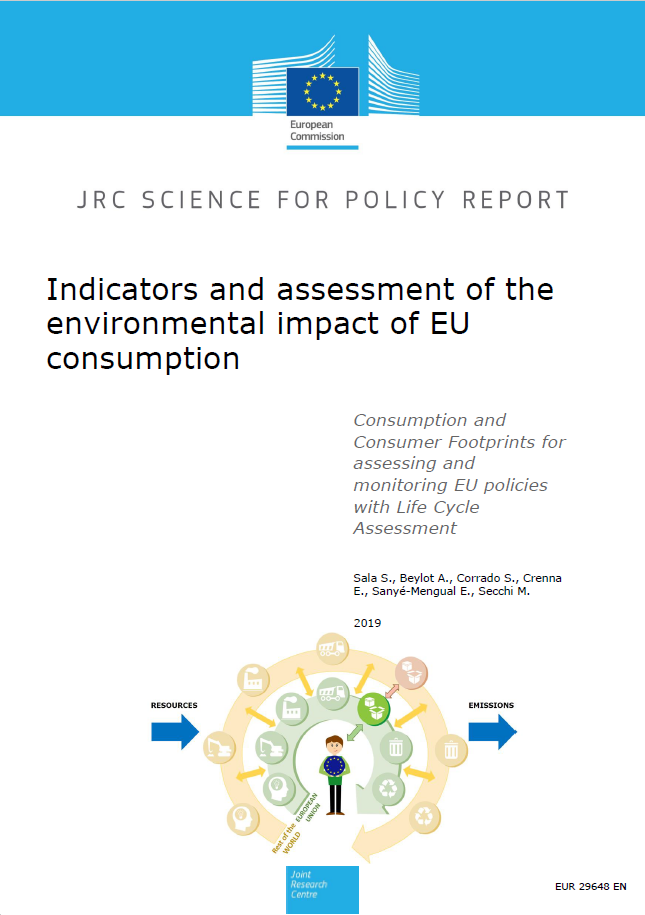 European
Commission
JRC SCIENCE FOR POLICY REPORT
Indicators and assessment of the
environmental impact of EU
consumption
Consumption and
Consumer Footprints for
assessing and
monitoring EU policies
with Life Cycle
Assessment
Sala S., Beylot A., Corrado S., Crenna
E., Sanyé-Mengual E., Secchi M.
2019
RESOURCES
EMISSIONS
EUROPEAN
UNION
Rest of the
WORLD
Joint
Research
Centre
EUR 29648 EN